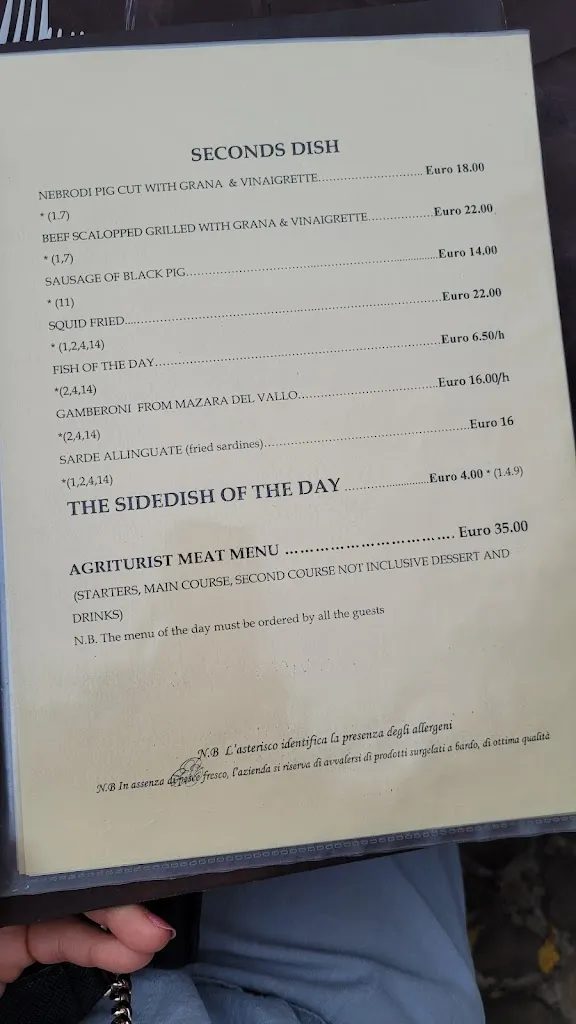 SECONDS DISH
NEBRODI PIG CUT WITH GRANA & VINAIGRETTE........................ Euro 18.00
* (1.7)
BEEF SCALOPPED GRILLED WITH GRANA & VINAIGRETTE...............Euro 22.00
* (1,7)
SAUSAGE OF BLACK PIG..........................................................Euro 14.00
* (11)
SQUID FRIED..........................................................................Euro 22.00
* (1,2,4,14)
FISH OF THE DAY....................................................................Euro 6.50/h
*(2,4,14)
GAMBERONI FROM MAZARA DEL VALLO...................................Euro 16.00/h
*(2,4,14)
SARDE ALLINGUATE (fried sardines)................................................Euro 16
*(1,2,4,14)
THE SIDEDISH OF THE DAY .....................Euro 4.00 * (1.4.9)
AGRITURIST MEAT MENU ................................. Euro 35.00
(STARTERS, MAIN COURSE, SECOND COURSE NOT INCLUSIVE DESSERT AND
DRINKS)
N.B. The menu of the day must be ordered by all the guests
N.B L'asterisco identifica la presenza degli allergeni
N.B In assenza di pesce fresco, l'azienda si riserva di avvalersi di prodotti surgelati a bordo, di ottima qualità